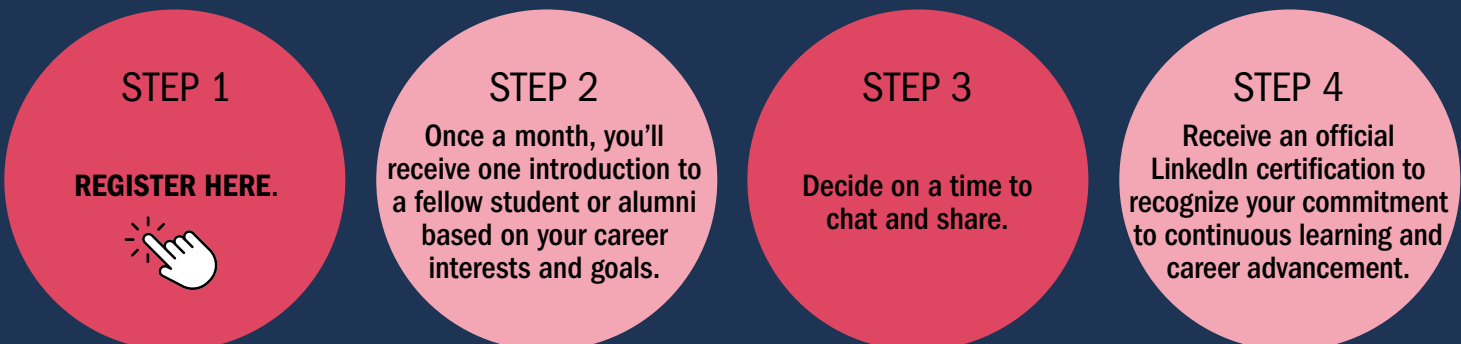 STEP 1
REGISTER HERE.
STEP 2
Once a month, you’ll
receive one introduction to
a fellow student or alumni
based on your career
interests and goals.
STEP 3
Decide on a time to
chat and share.
STEP 4
Receive an official
LinkedIn certification to
recognize your commitment
to continuous learning and
career advancement.